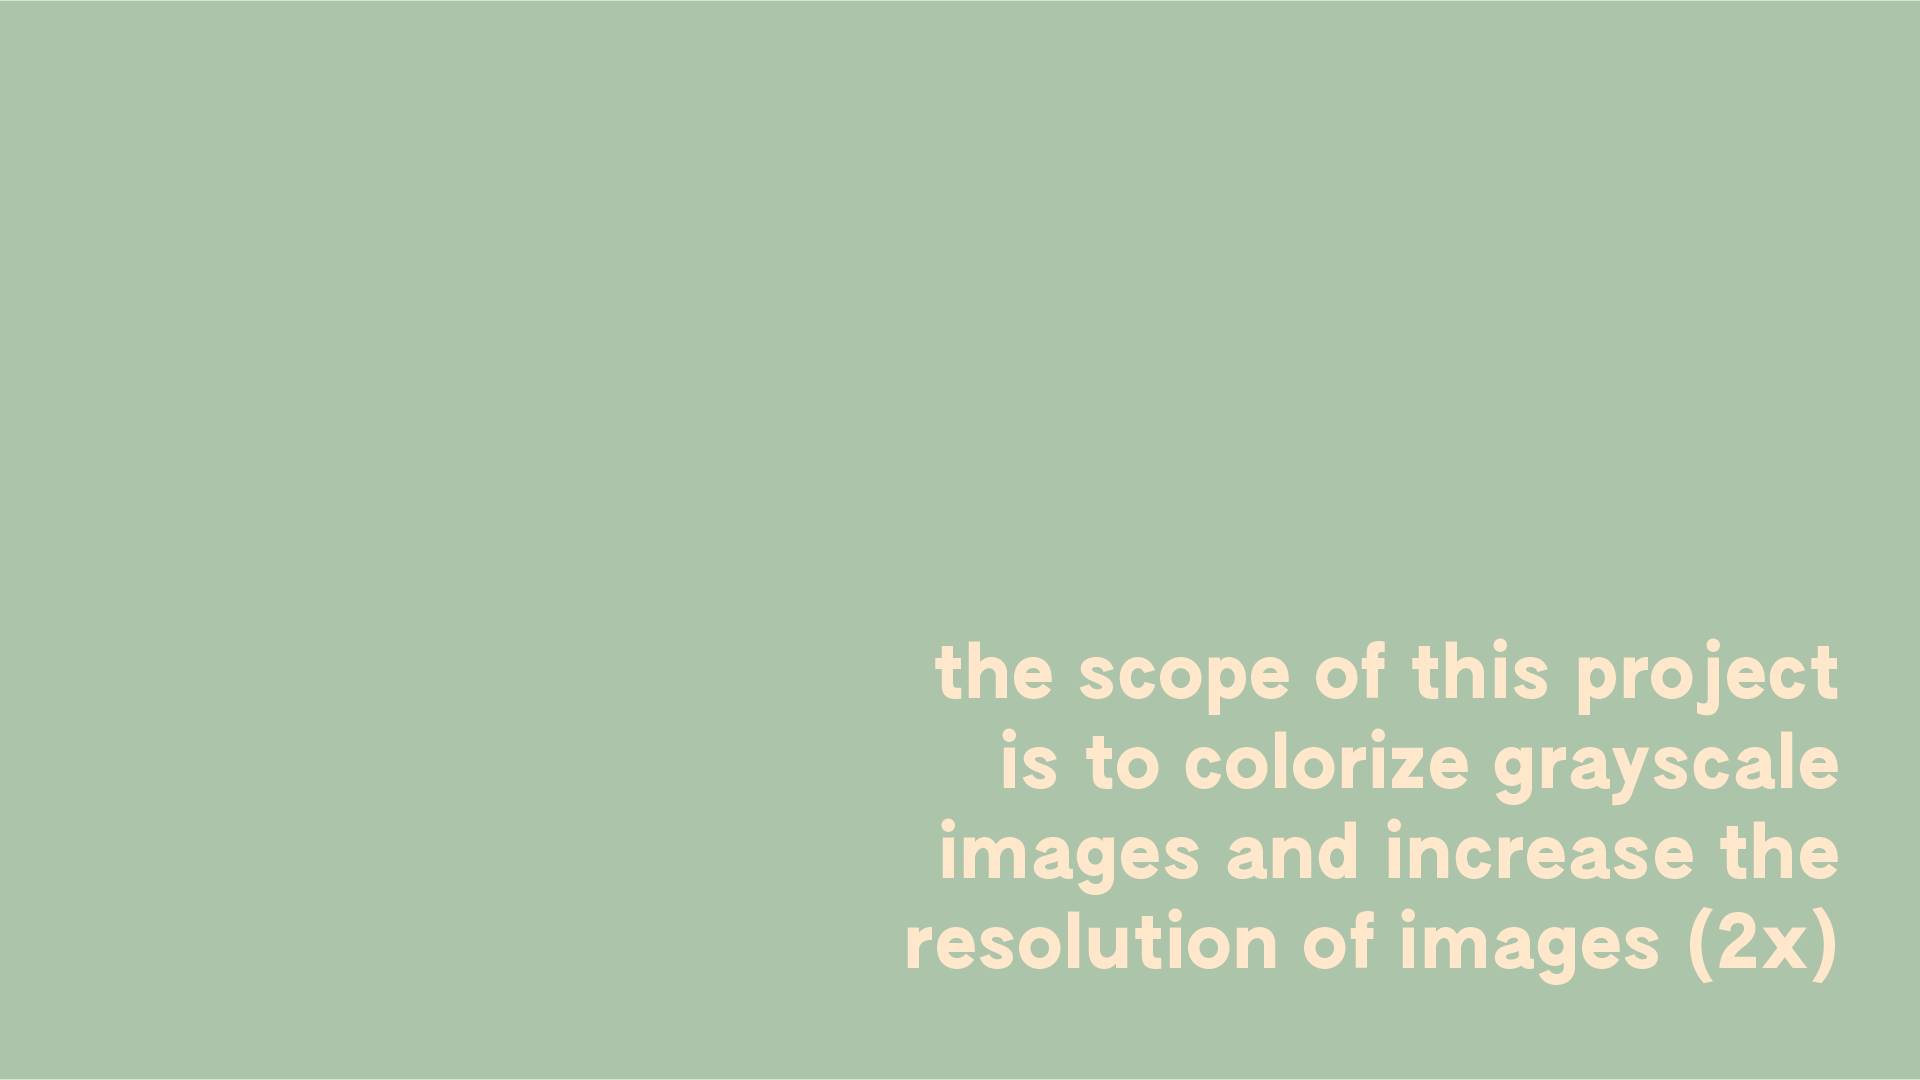 the scope of this project
is to colorize grayscale
images and increase the
resolution of images (2x)